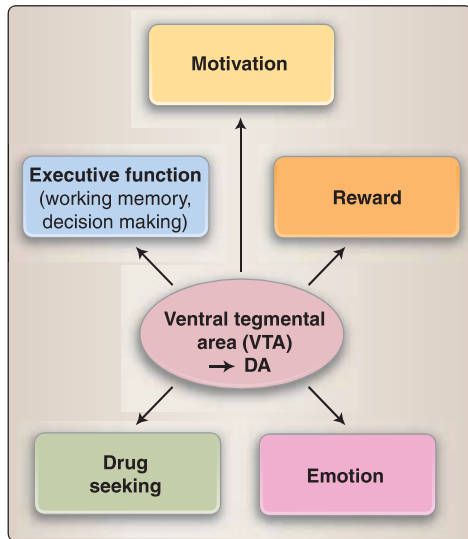 Motivation
Executive function
(working memory,
decision making)
Reward
Ventral tegmental
area (VTA)
→ DA
Drug
seeking
Emotion